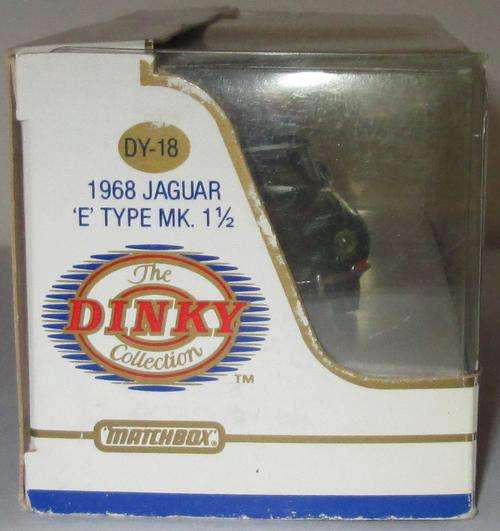 DY-18
1968 JAGUAR
'E' TYPE MK. 1½
The
DINKY
Collection
TM
MATCHBOX